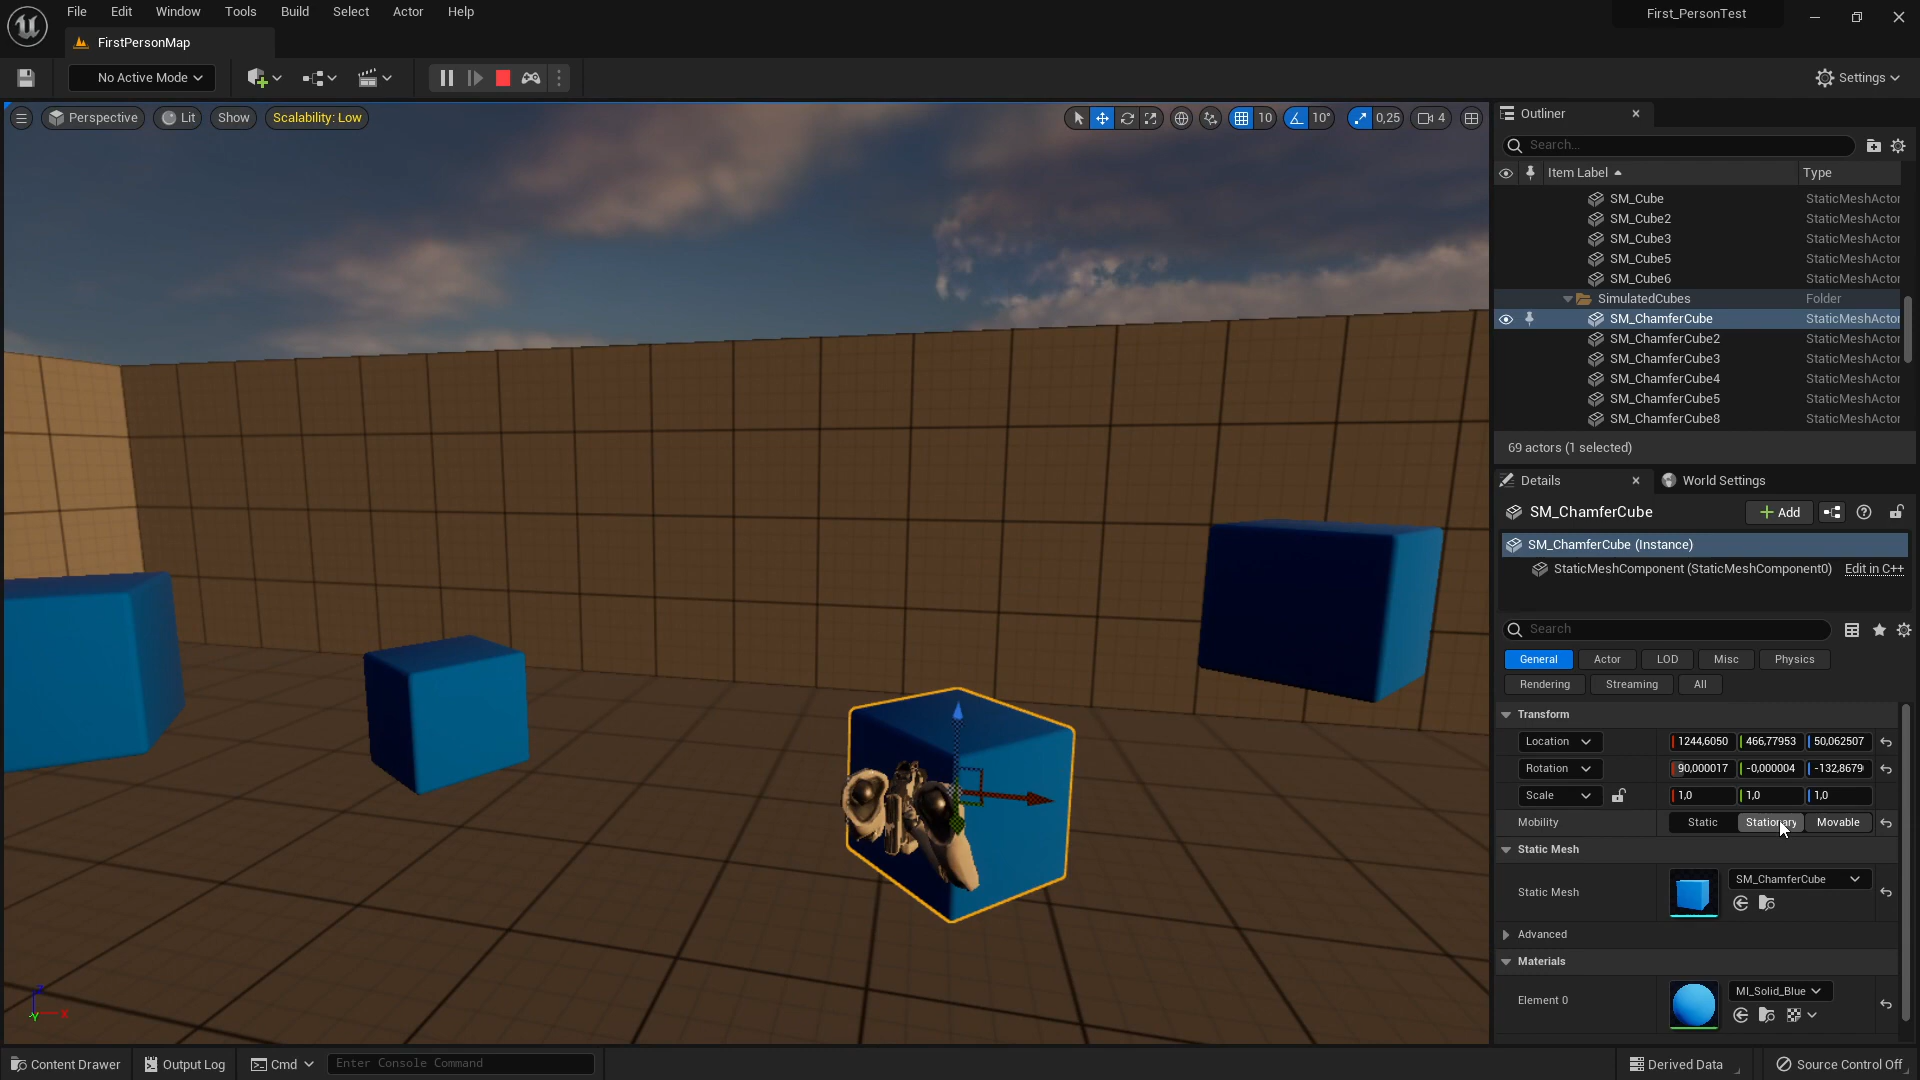 File Edit Window Tools Build Select Actor Help
First_PersonTest
FirstPersonMap
No Active Mode
Settings
Perspective Lit Show Scalability: Low
10 10° 0,25 4
Outliner
Search...
Item Label Type
SM_Cube StaticMeshActor
SM_Cube2 StaticMeshActor
SM_Cube3 StaticMeshActor
SM_Cube5 StaticMeshActor
SM_Cube6 StaticMeshActor
SimulatedCubes Folder
SM_ChamferCube StaticMeshActor
SM_ChamferCube2 StaticMeshActor
SM_ChamferCube3 StaticMeshActor
SM_ChamferCube4 StaticMeshActor
SM_ChamferCube5 StaticMeshActor
SM_ChamferCube8 StaticMeshActor
69 actors (1 selected)
Details World Settings
SM_ChamferCube Add
SM_ChamferCube (Instance)
StaticMeshComponent (StaticMeshComponent0) Edit in C++
Search
General Actor LOD Misc Physics
Rendering Streaming All
Transform
Location 1244,6050 466,77953 50,062507
Rotation 90,000017 -0,000004 -132,8679
Scale 1,0 1,0 1,0
Mobility Static Stationary Movable
Static Mesh
Static Mesh SM_ChamferCube
Advanced
Materials
Element 0 MI_Solid_Blue
Z
Y X
Content Drawer Output Log Cmd Enter Console Command
Derived Data Source Control Off